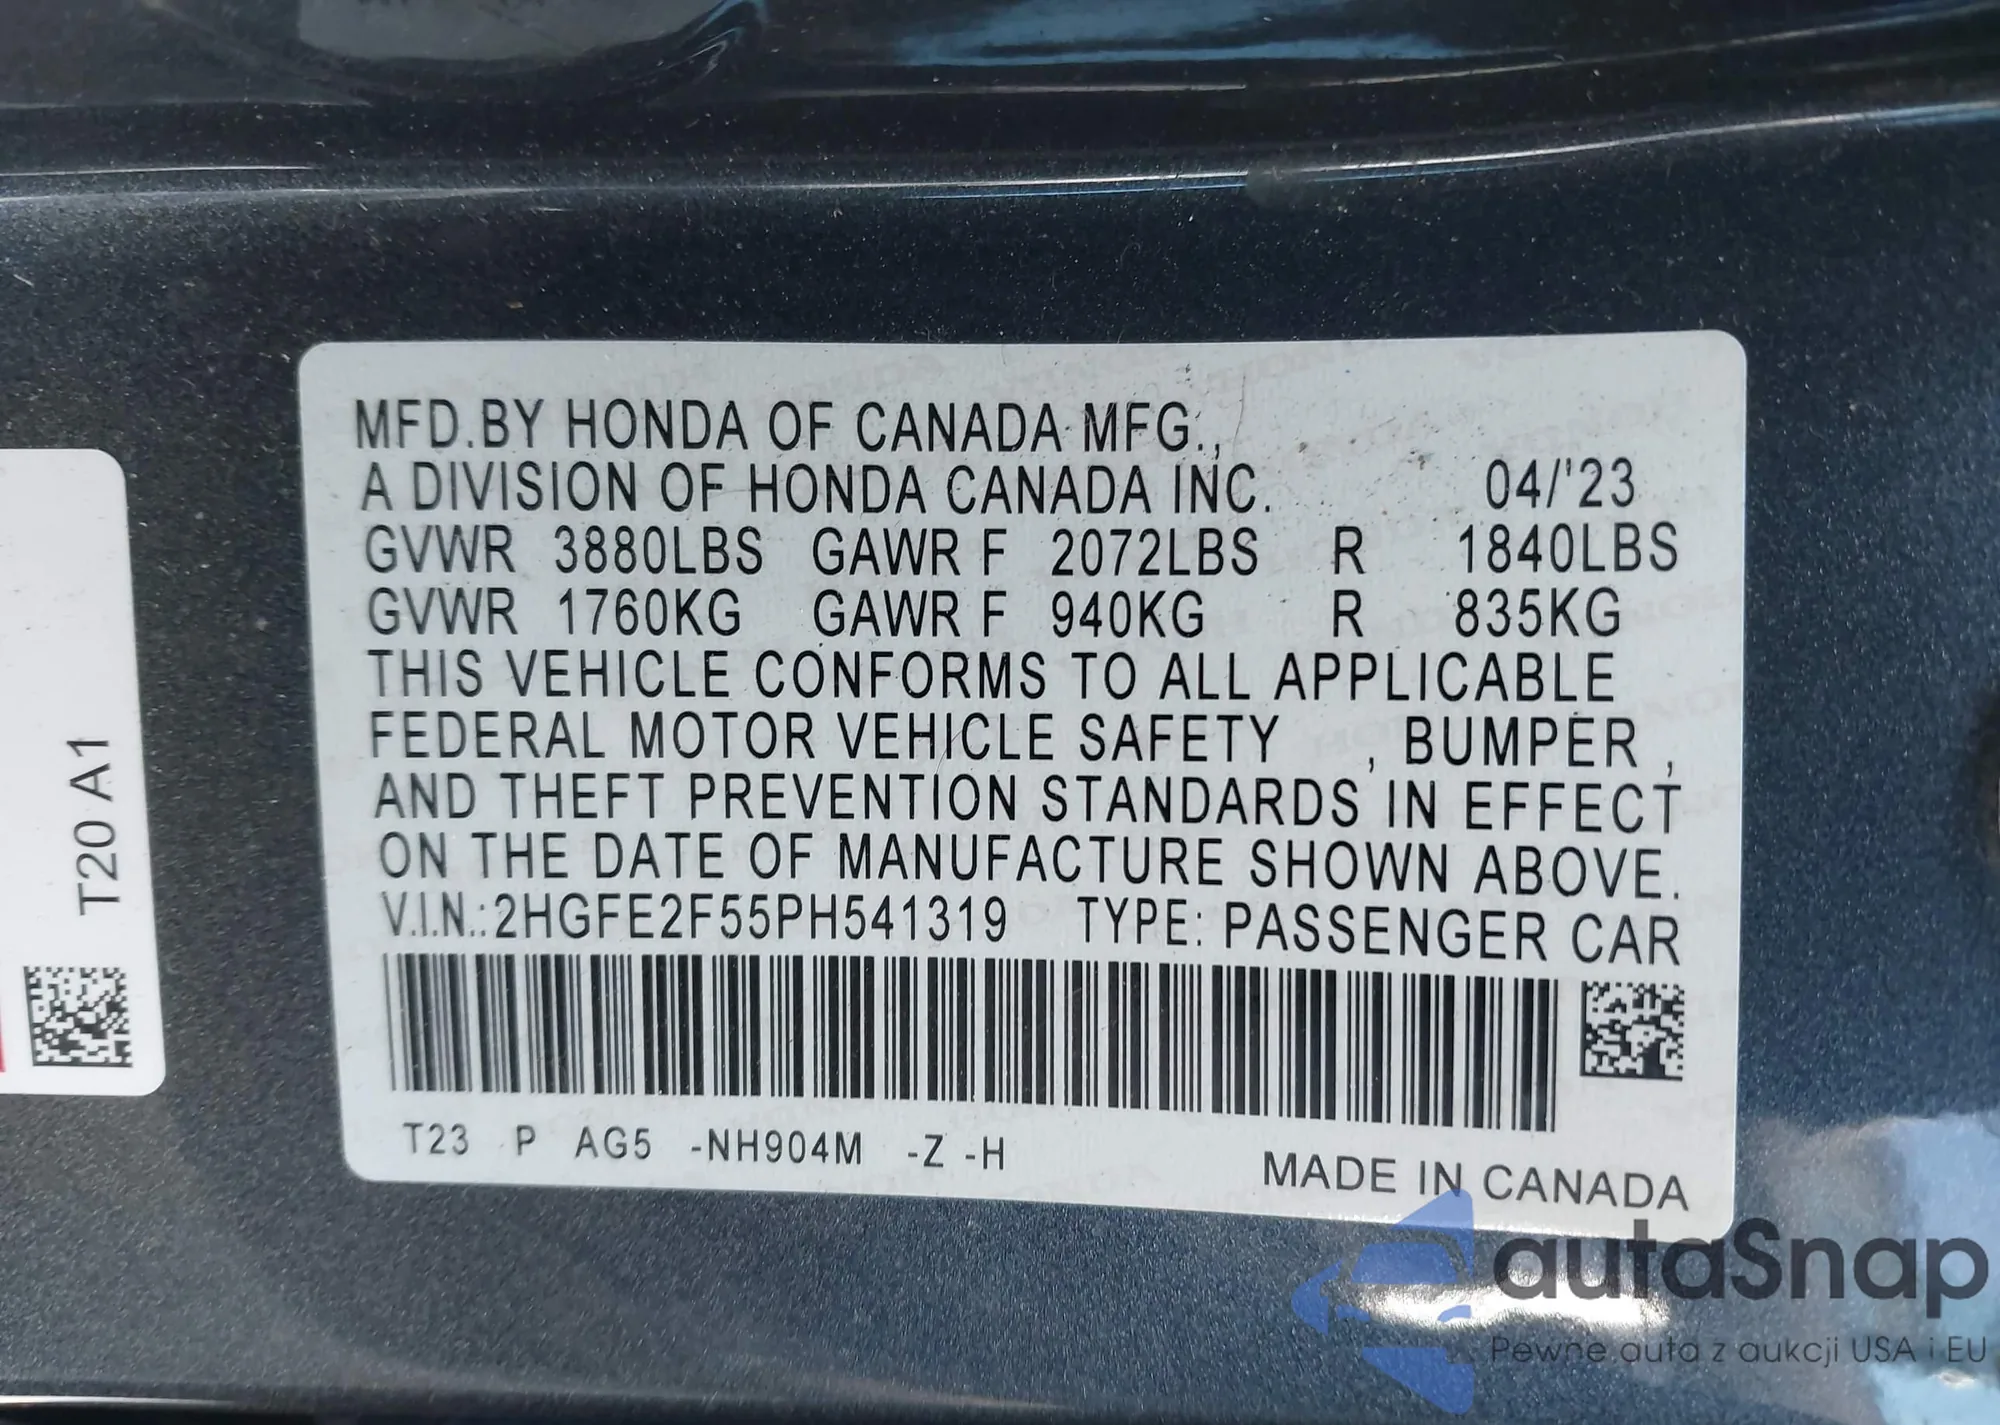 MFD.BY HONDA OF CANADA MFG.,
A DIVISION OF HONDA CANADA INC. 04/'23
GVWR 3880LBS GAWR F 2072LBS R 1840LBS
GVWR 1760KG GAWR F 940KG R 835KG
THIS VEHICLE CONFORMS TO ALL APPLICABLE
FEDERAL MOTOR VEHICLE SAFETY , BUMPER ,
AND THEFT PREVENTION STANDARDS IN EFFECT
ON THE DATE OF MANUFACTURE SHOWN ABOVE.
V.I.N.:2HGFE2F55PH541319 TYPE: PASSENGER CAR
T23 P AG5 -NH904M -Z -H
MADE IN CANADA
T20 A1
autaSnap
Pewne auta z aukcji USA i EU